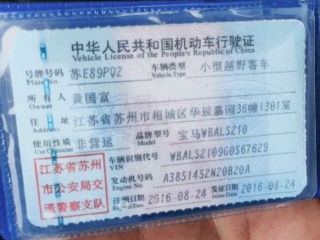 中华人民共和国机动车行驶证
Vehicle License of the People's Republic of China
号牌号码 苏E89PQ2 车辆类型 小型越野客车
Plate No. Vehicle Type
所有人 黄国富
Owner
住址 江苏省苏州市相城区华辰嘉园36幢1301室
Address
使用性质 非营运 品牌型号 宝马WBALS210
Use Character Model
江苏省苏州
市公安局交
通警察支队
车辆识别代号 WBALS210960567629
VIN
发动机号码 A385145ZN20B20A
Engine No.
注册日期 2016-08-24 发证日期 2016-08-24
Register Date Issue Date